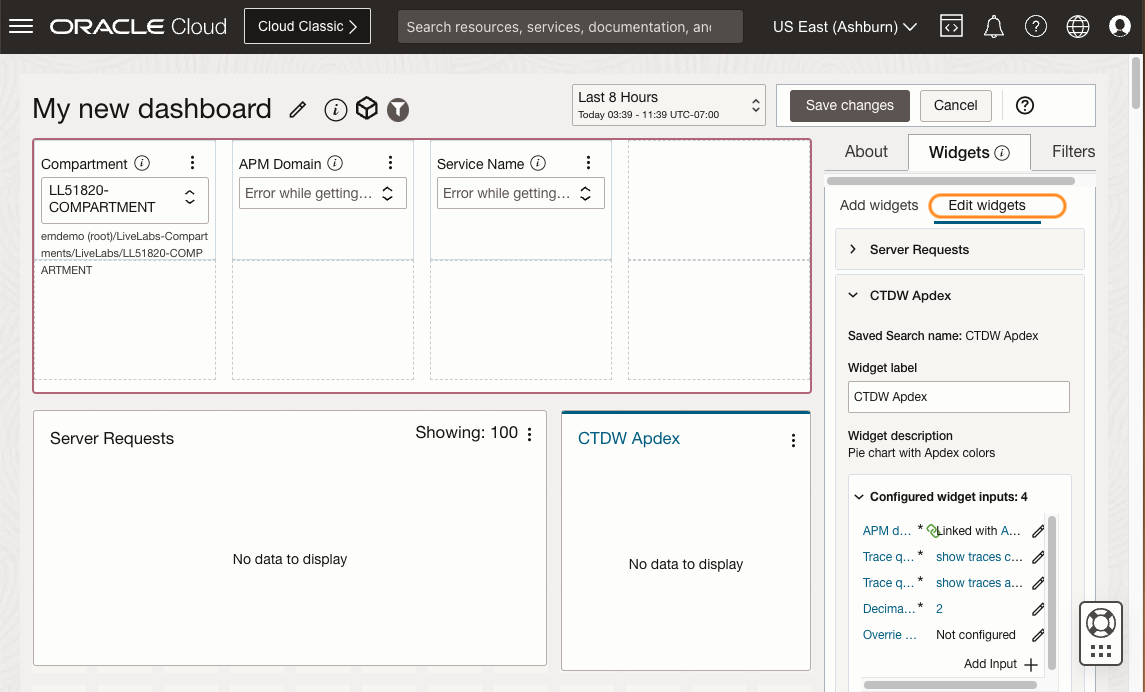 ORACLE Cloud
Cloud Classic
Search resources, services, documentation, an
US East (Ashburn)
My new dashboard
Last 8 Hours
Today 03:39 - 11:39 UTC-07:00
Save changes
Cancel
About
Widgets
Filters
Compartment
LL51820-
COMPARTMENT
emdemo (root)/LiveLabs-Compart
ments/LiveLabs/LL51820-COMP
ARTMENT
APM Domain
Error while getting...
Service Name
Error while getting...
Add widgets
Edit widgets
Server Requests
CTDW Apdex
Saved Search name: CTDW Apdex
Widget label
CTDW Apdex
Widget description
Pie chart with Apdex colors
Configured widget inputs: 4
APM d... * Linked with A...
Trace q... * show traces c...
Trace q... * show traces a...
Decima... * 2
Overrie ... Not configured
Add Input
Server Requests
Showing: 100
No data to display
CTDW Apdex
No data to display